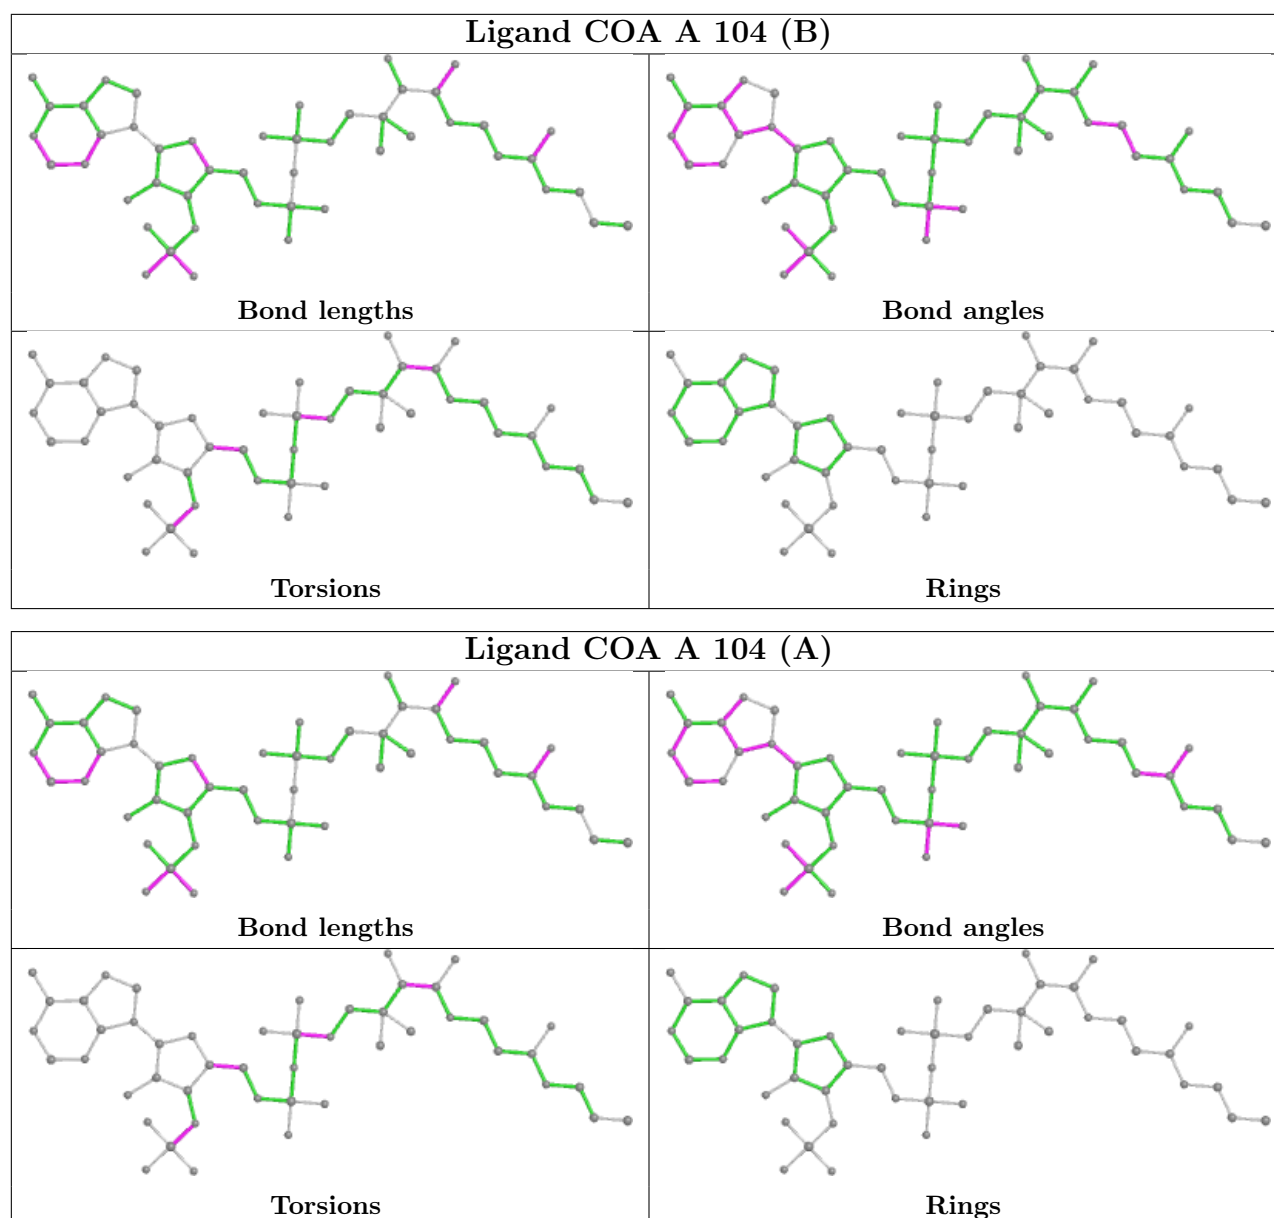 Ligand COA A 104 (B)
Bond lengths
Bond angles
Torsions
Rings
Ligand COA A 104 (A)
Bond lengths
Bond angles
Torsions
Rings